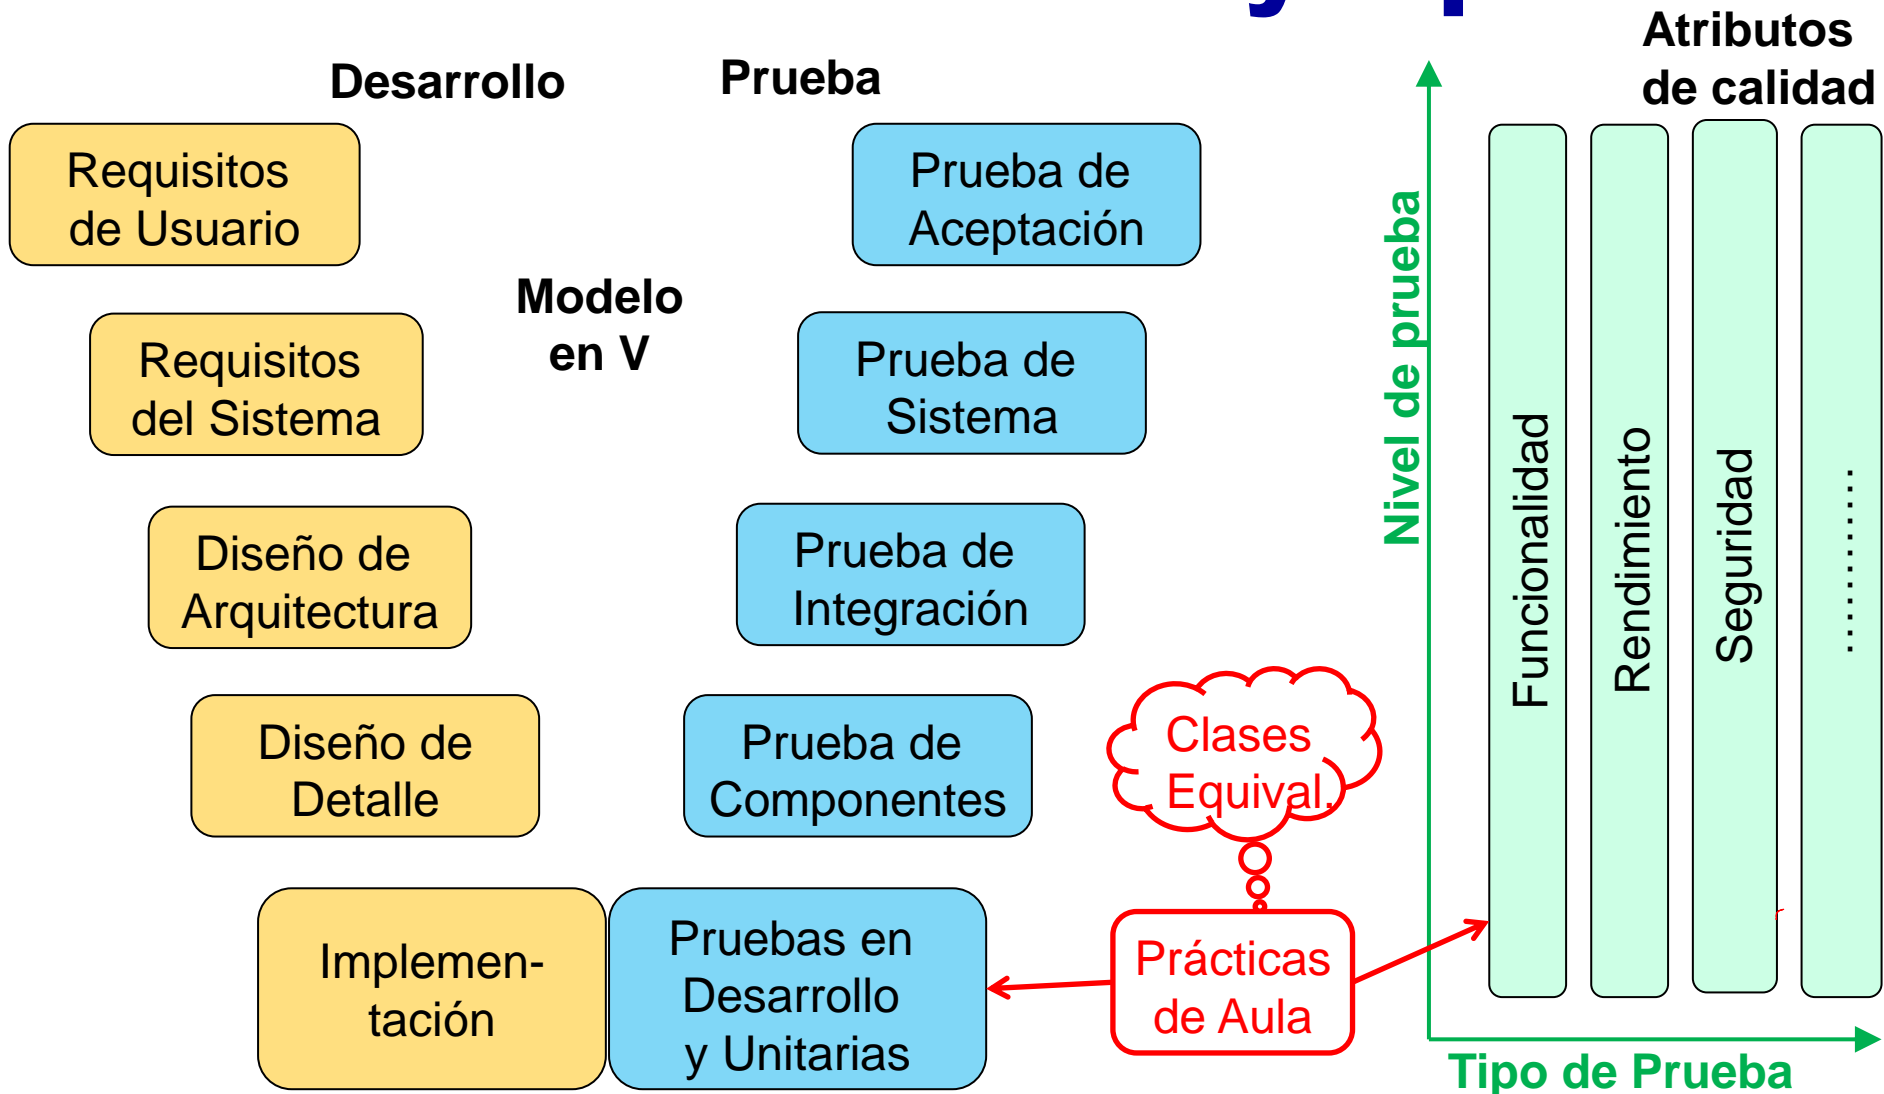 Atributos
de calidad
Desarrollo
Prueba
Requisitos
de Usuario
Prueba de
Aceptación
Modelo
en V
Requisitos
del Sistema
Prueba de
Sistema
Diseño de
Arquitectura
Prueba de
Integración
Diseño de
Detalle
Prueba de
Componentes
Clases
Equival.
Implemen-
tación
Pruebas en
Desarrollo
y Unitarias
Prácticas
de Aula
Nivel de prueba
Funcionalidad
Rendimiento
Seguridad
...........
Tipo de Prueba